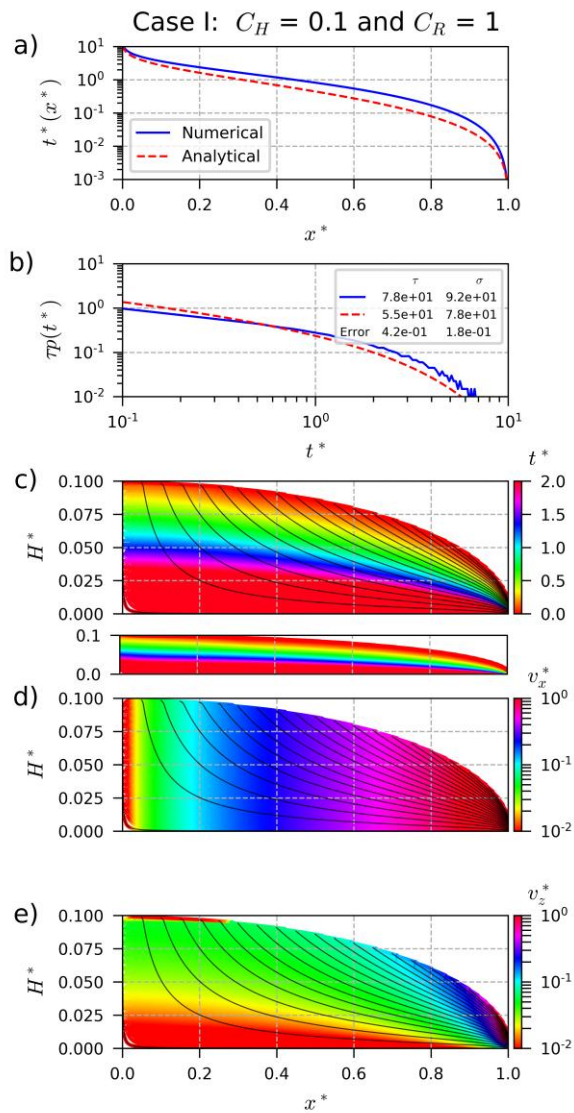 Case I: C_H = 0.1 and C_R = 1
a)
t*(x*)
10^1
10^0
10^-1
10^-2
10^-3
Numerical
Analytical
0.0 0.2 0.4 0.6 0.8 1.0
x*
b)
τp(t*)
10^1
10^0
10^-1
10^-2
τ σ
7.8e+01 9.2e+01
5.5e+01 7.8e+01
Error 4.2e-01 1.8e-01
10^-1 10^0 10^1
t*
c)
H*
0.100
0.075
0.050
0.025
0.000
t*
2.0
1.5
1.0
0.5
0.0
0.1
0.0
d)
H*
0.100
0.075
0.050
0.025
0.000
v_x*
10^0
10^-1
10^-2
e)
H*
0.100
0.075
0.050
0.025
0.000
v_z*
10^0
10^-1
10^-2
0.0 0.2 0.4 0.6 0.8 1.0
x*